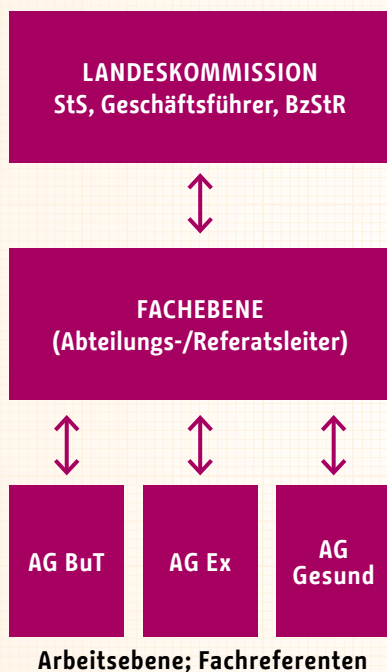 LANDESKOMMISSION
StS, Geschäftsführer, BzStR
FACHEBENE
(Abteilungs-/Referatsleiter)
AG BuT
AG Ex
AG
Gesund
Arbeitsebene; Fachreferenten